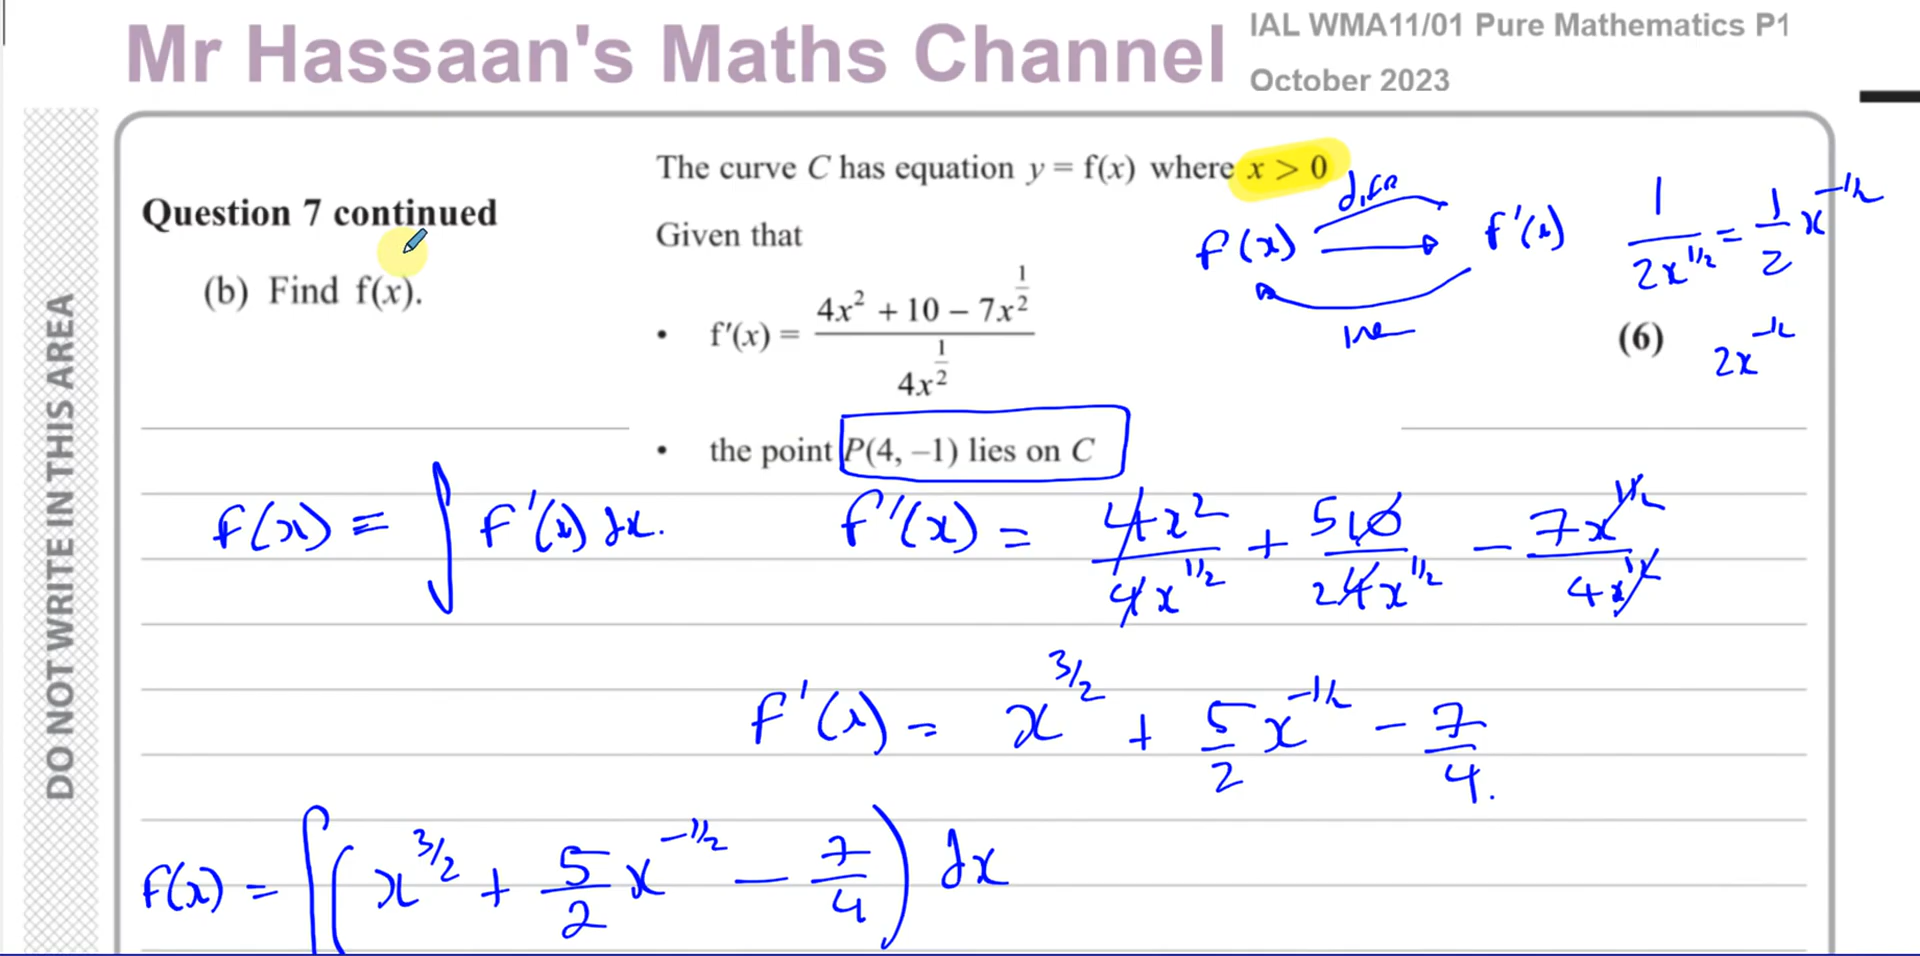 Mr Hassaan's Maths Channel
IAL WMA11/01 Pure Mathematics P1
October 2023
DO NOT WRITE IN THIS AREA
Question 7 continued
(b) Find f(x).
The curve C has equation y = f(x) where x > 0
Given that
• f′(x) = (4x² + 10 − 7x^(1/2)) / (4x^(1/2))
• the point P(4, −1) lies on C
(6)
f(x) → f'(x)
1/(2x^(1/2)) = 1/2 x^(-1/2)
2x^(-1/2)
f(x) = ∫ f'(x) dx.
f'(x) = 4x²/(4x^(1/2)) + 5 10/(2 4x^(1/2)) − 7x^(1/2)/(4x^(1/2))
f'(x) = x^(3/2) + 5/2 x^(-1/2) − 7/4.
f(x) = ∫ (x^(3/2) + 5/2 x^(-1/2) − 7/4) dx